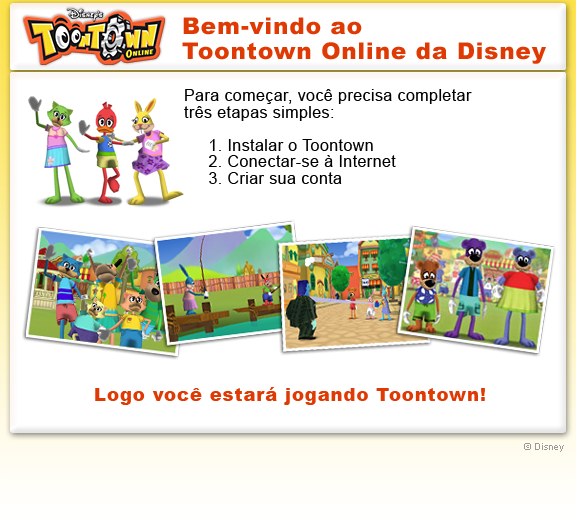 Disney's
TOONTOWN
ONLINE
Bem-vindo ao
Toontown Online da Disney
Para começar, você precisa completar
três etapas simples:
1. Instalar o Toontown
2. Conectar-se à Internet
3. Criar sua conta
Logo você estará jogando Toontown!
© Disney